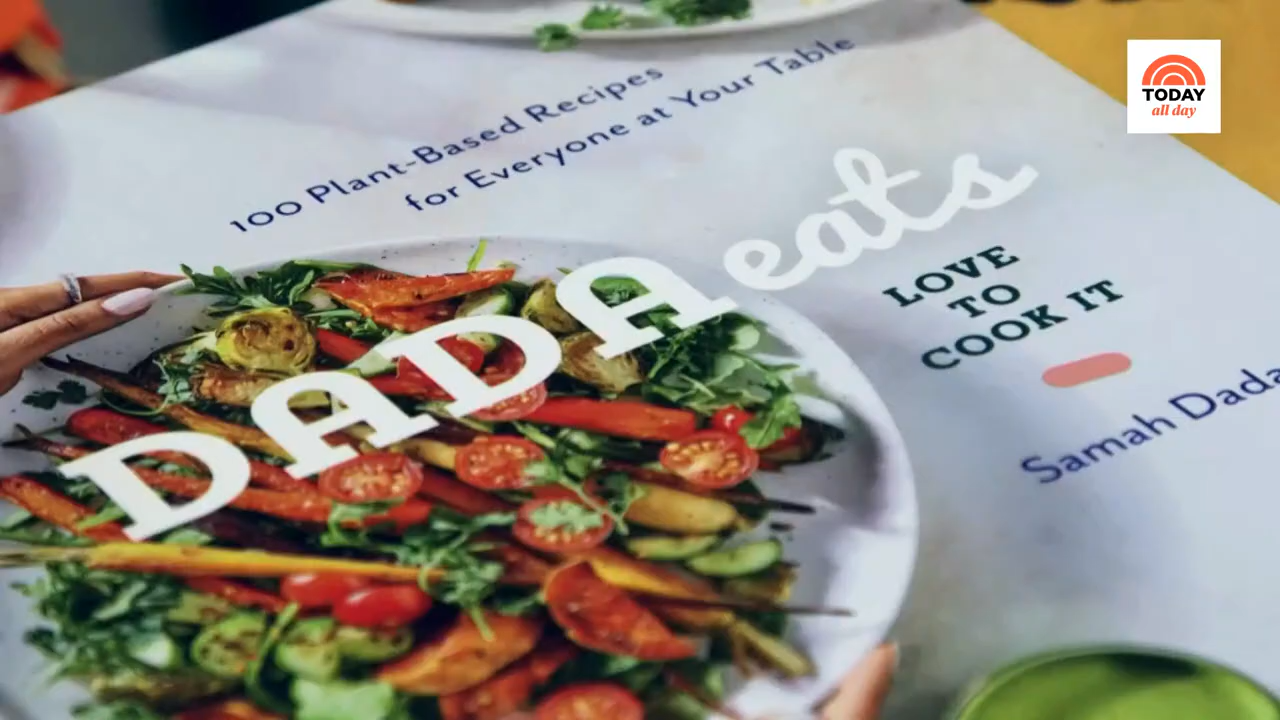 100 Plant-Based Recipes
for Everyone at Your Table
DADA eats
LOVE
TO
COOK IT
Samah Dada
TODAY
all day